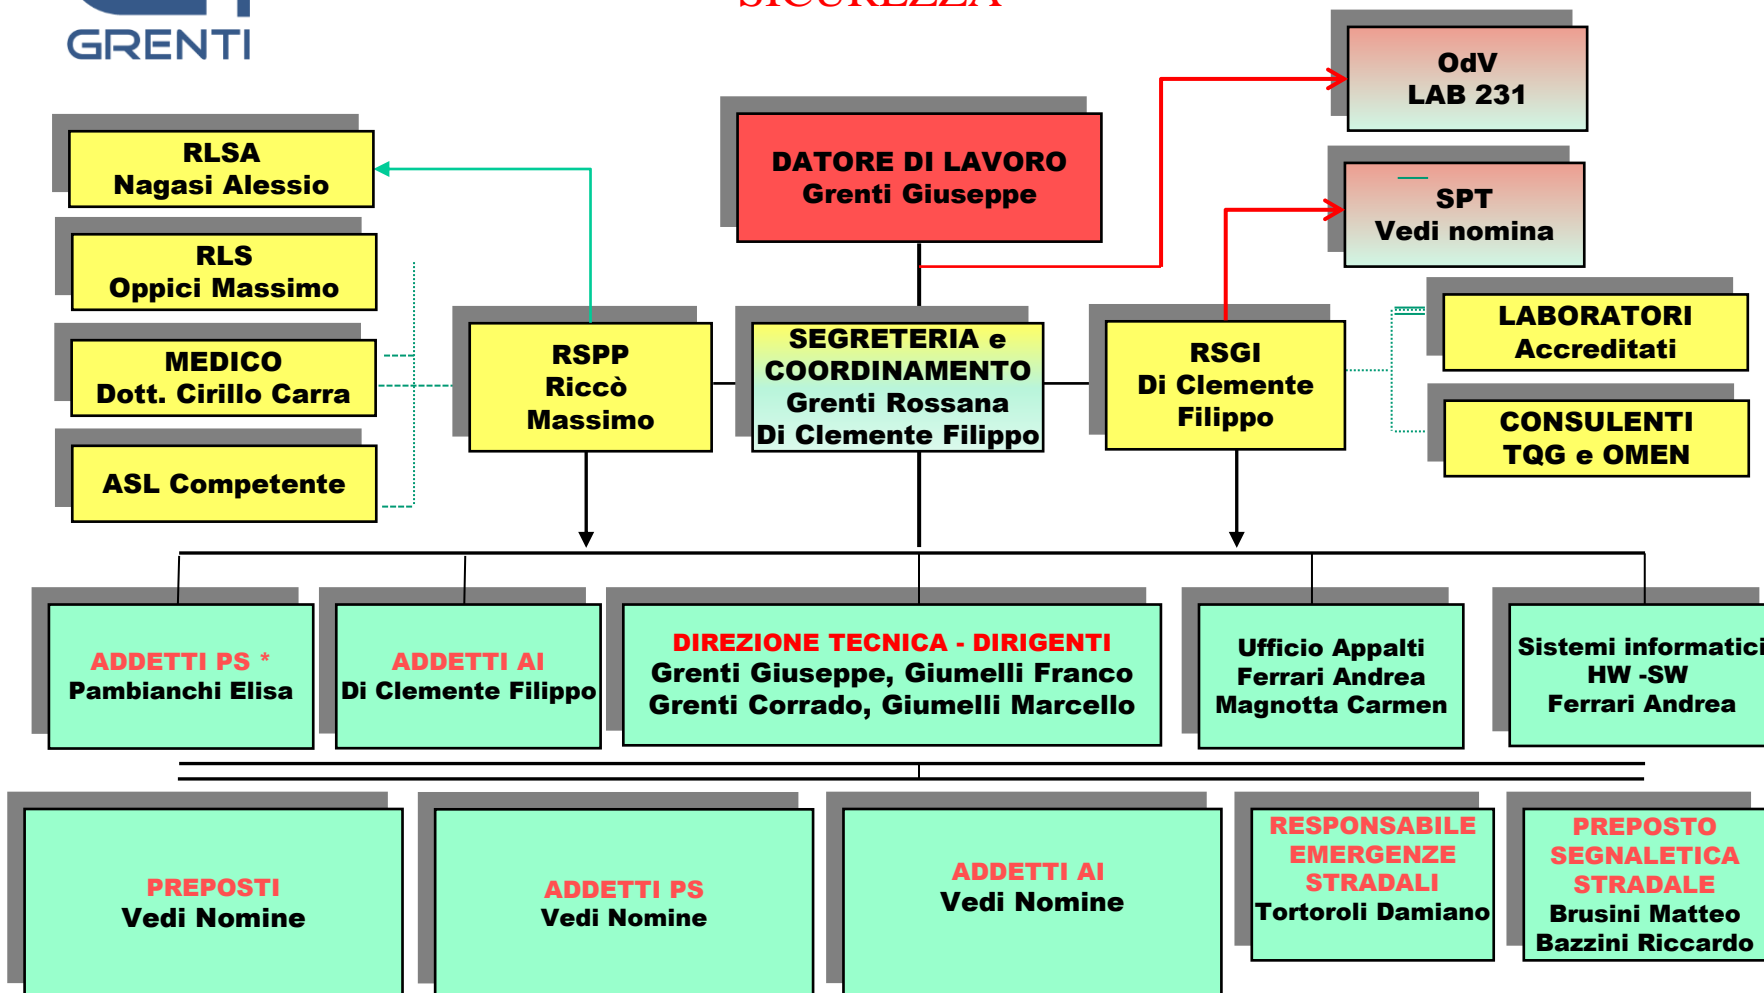 SICUREZZA
GRENTI
OdV
LAB 231
RLSA
Nagasi Alessio
DATORE DI LAVORO
Grenti Giuseppe
SPT
Vedi nomina
RLS
Oppici Massimo
MEDICO
Dott. Cirillo Carra
ASL Competente
RSPP
Riccò
Massimo
SEGRETERIA e
COORDINAMENTO
Grenti Rossana
Di Clemente Filippo
RSGI
Di Clemente
Filippo
LABORATORI
Accreditati
CONSULENTI
TQG e OMEN
ADDETTI PS *
Pambianchi Elisa
ADDETTI AI
Di Clemente Filippo
DIREZIONE TECNICA - DIRIGENTI
Grenti Giuseppe, Giumelli Franco
Grenti Corrado, Giumelli Marcello
Ufficio Appalti
Ferrari Andrea
Magnotta Carmen
Sistemi informatici
HW -SW
Ferrari Andrea
PREPOSTI
Vedi Nomine
ADDETTI PS
Vedi Nomine
ADDETTI AI
Vedi Nomine
RESPONSABILE
EMERGENZE
STRADALI
Tortoroli Damiano
PREPOSTO
SEGNALETICA
STRADALE
Brusini Matteo
Bazzini Riccardo